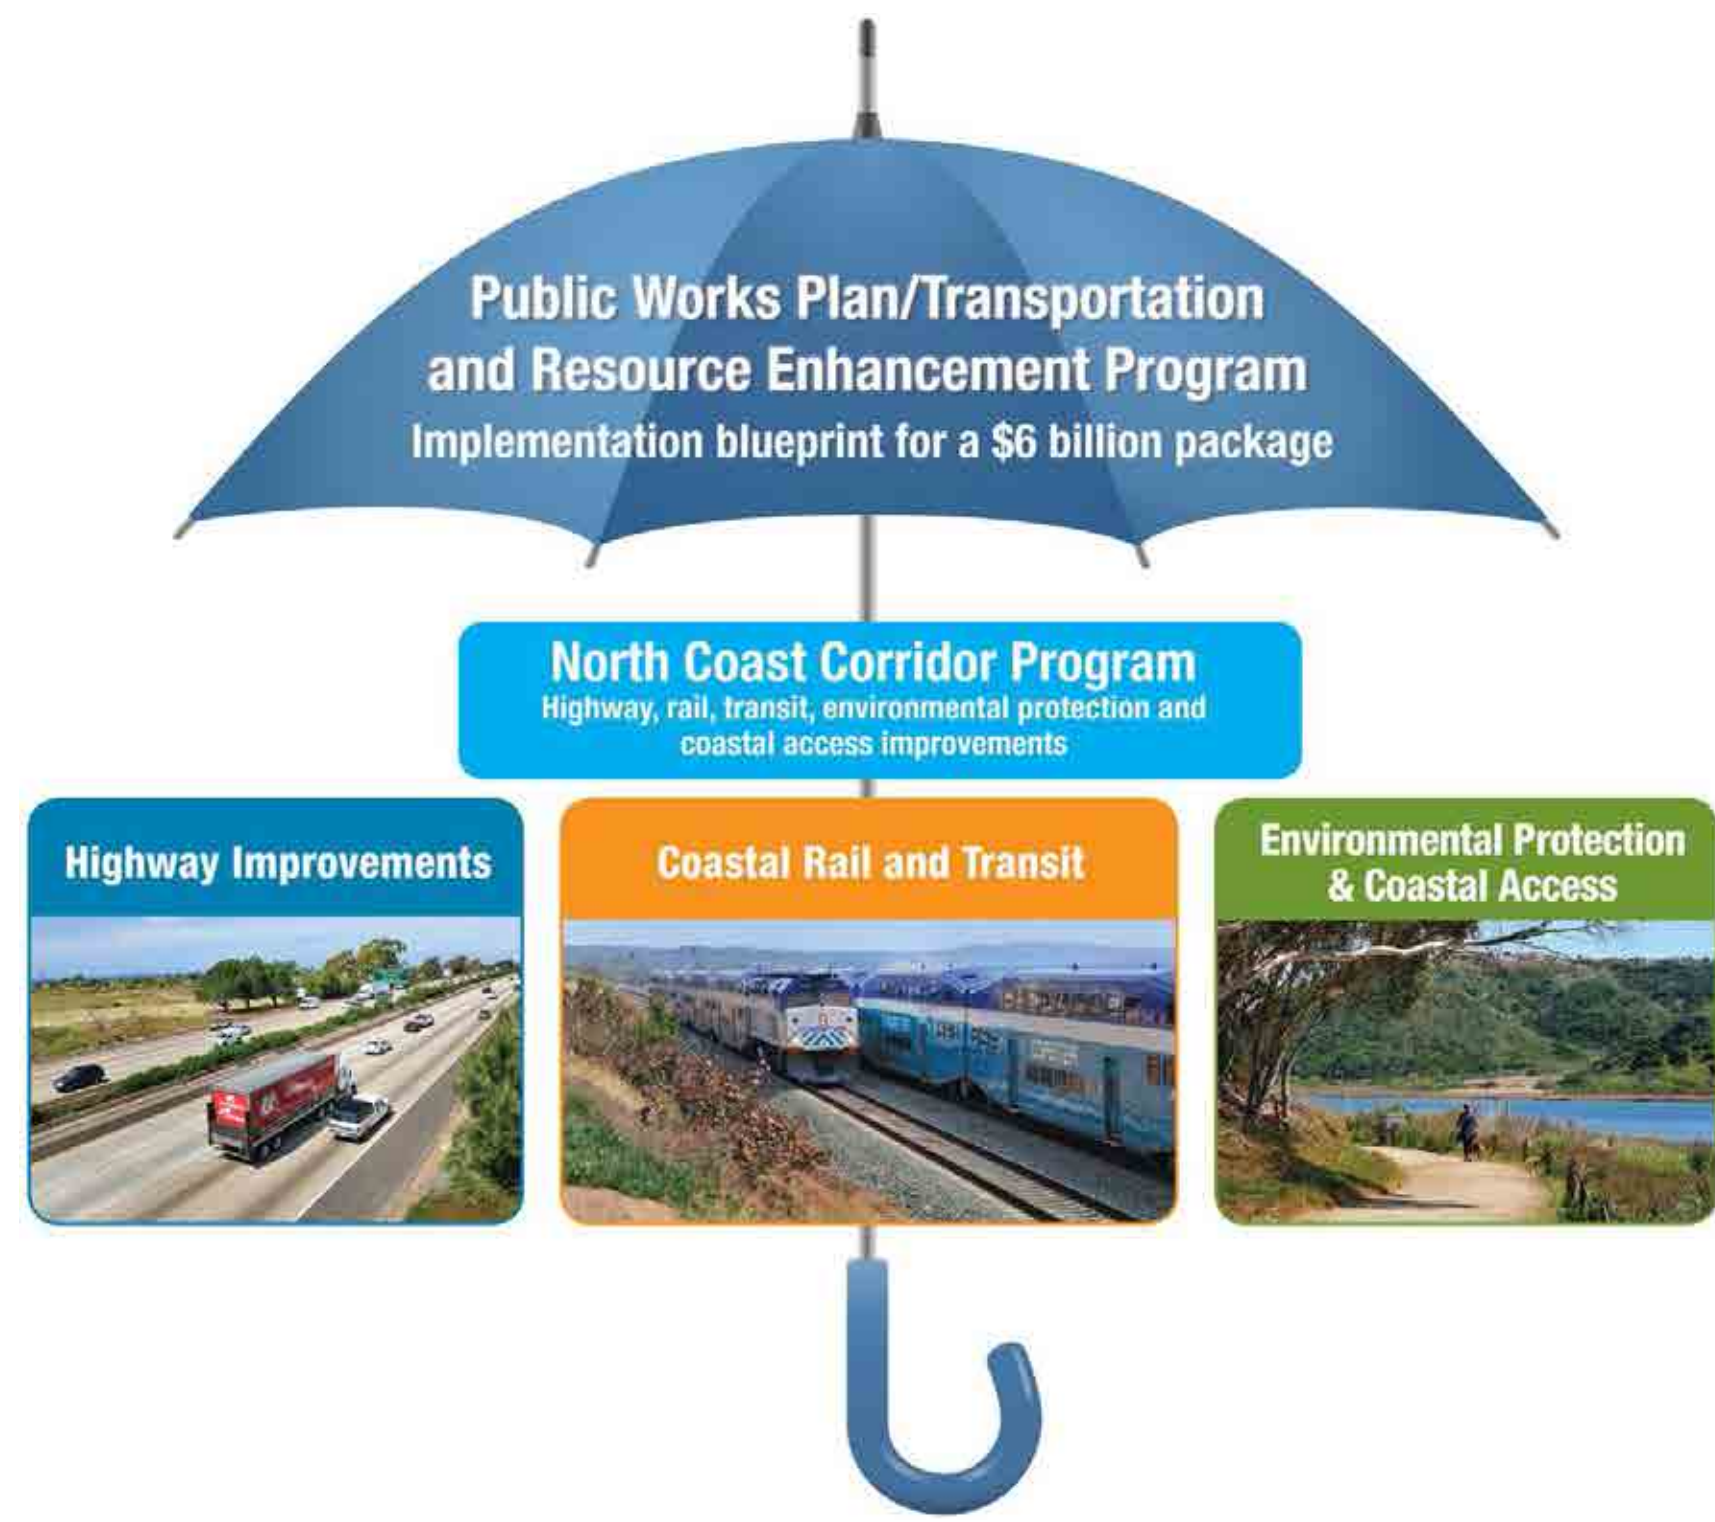 Public Works Plan/Transportation
and Resource Enhancement Program
Implementation blueprint for a $6 billion package
North Coast Corridor Program
Highway, rail, transit, environmental protection and
coastal access improvements
Highway Improvements
Coastal Rail and Transit
Environmental Protection
& Coastal Access